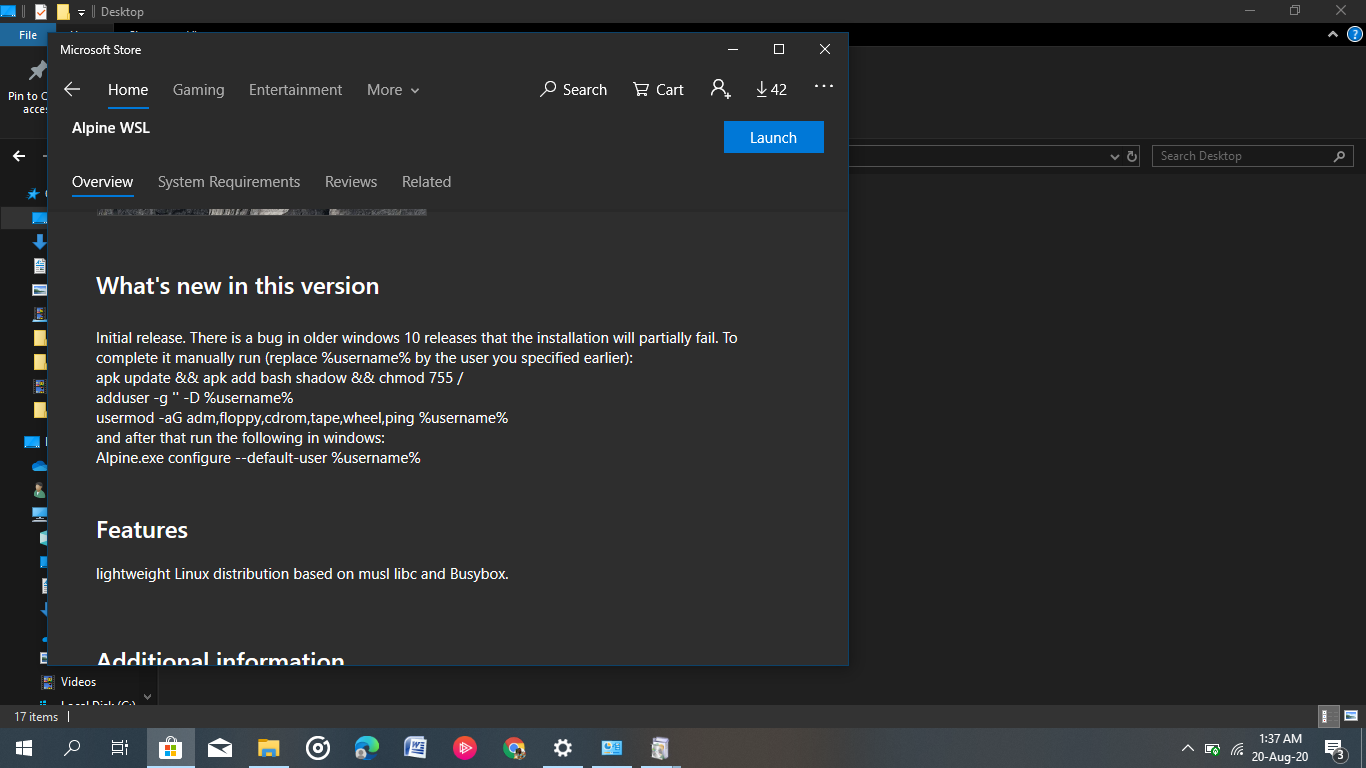 Desktop
File
Microsoft Store
Pin to
acces
Home Gaming Entertainment More Search Cart 42
Alpine WSL
Launch
Search Desktop
Overview System Requirements Reviews Related
What's new in this version
Initial release. There is a bug in older windows 10 releases that the installation will partially fail. To
complete it manually run (replace %username% by the user you specified earlier):
apk update && apk add bash shadow && chmod 755 /
adduser -g '' -D %username%
usermod -aG adm,floppy,cdrom,tape,wheel,ping %username%
and after that run the following in windows:
Alpine.exe configure --default-user %username%
Features
lightweight Linux distribution based on musl libc and Busybox.
Additional information
Videos
Local Disk (C:)
17 items
1:37 AM
20-Aug-20
3